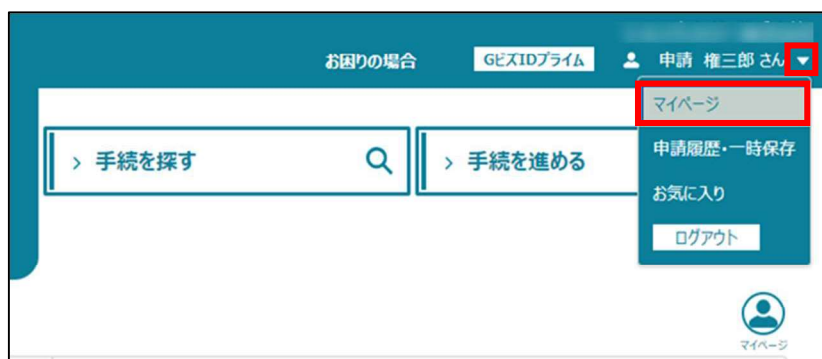 お困りの場合
GビズIDプライム
申請 権三郎 さん
マイページ
申請履歴・一時保存
お気に入り
ログアウト
手続を探す
手続を進める
マイページ